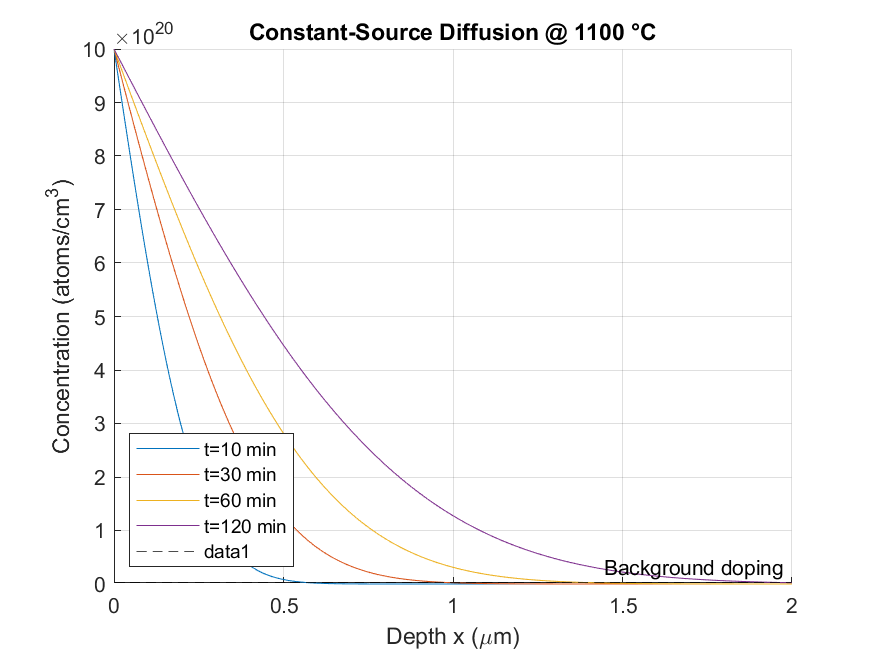 Constant-Source Diffusion @ 1100 °C
×10^20
10
9
8
7
6
5
4
3
2
1
0
Concentration (atoms/cm^3)
t=10 min
t=30 min
t=60 min
t=120 min
data1
Background doping
0
0.5
1
1.5
2
Depth x (μm)